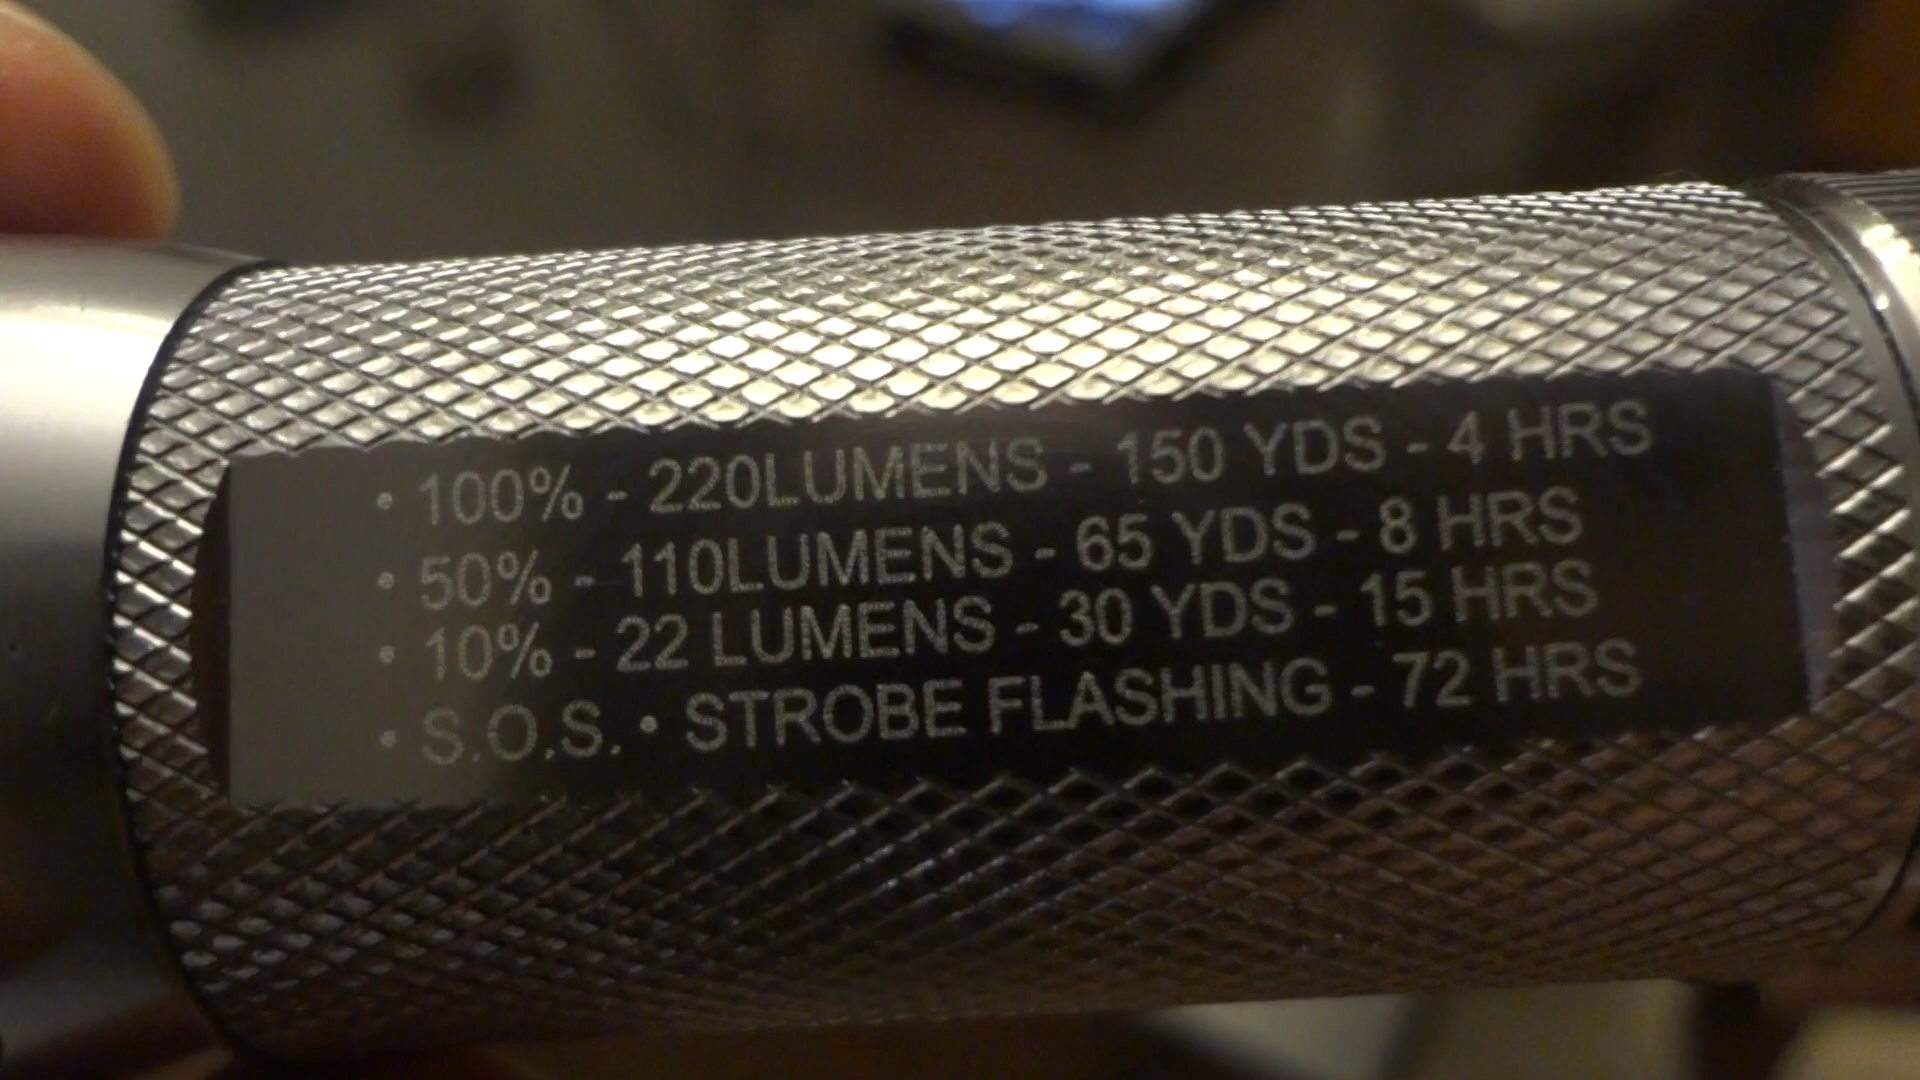 • 100% - 220LUMENS - 150 YDS - 4 HRS
• 50% - 110LUMENS - 65 YDS - 8 HRS
• 10% - 22 LUMENS - 30 YDS - 15 HRS
• S.O.S. • STROBE FLASHING - 72 HRS